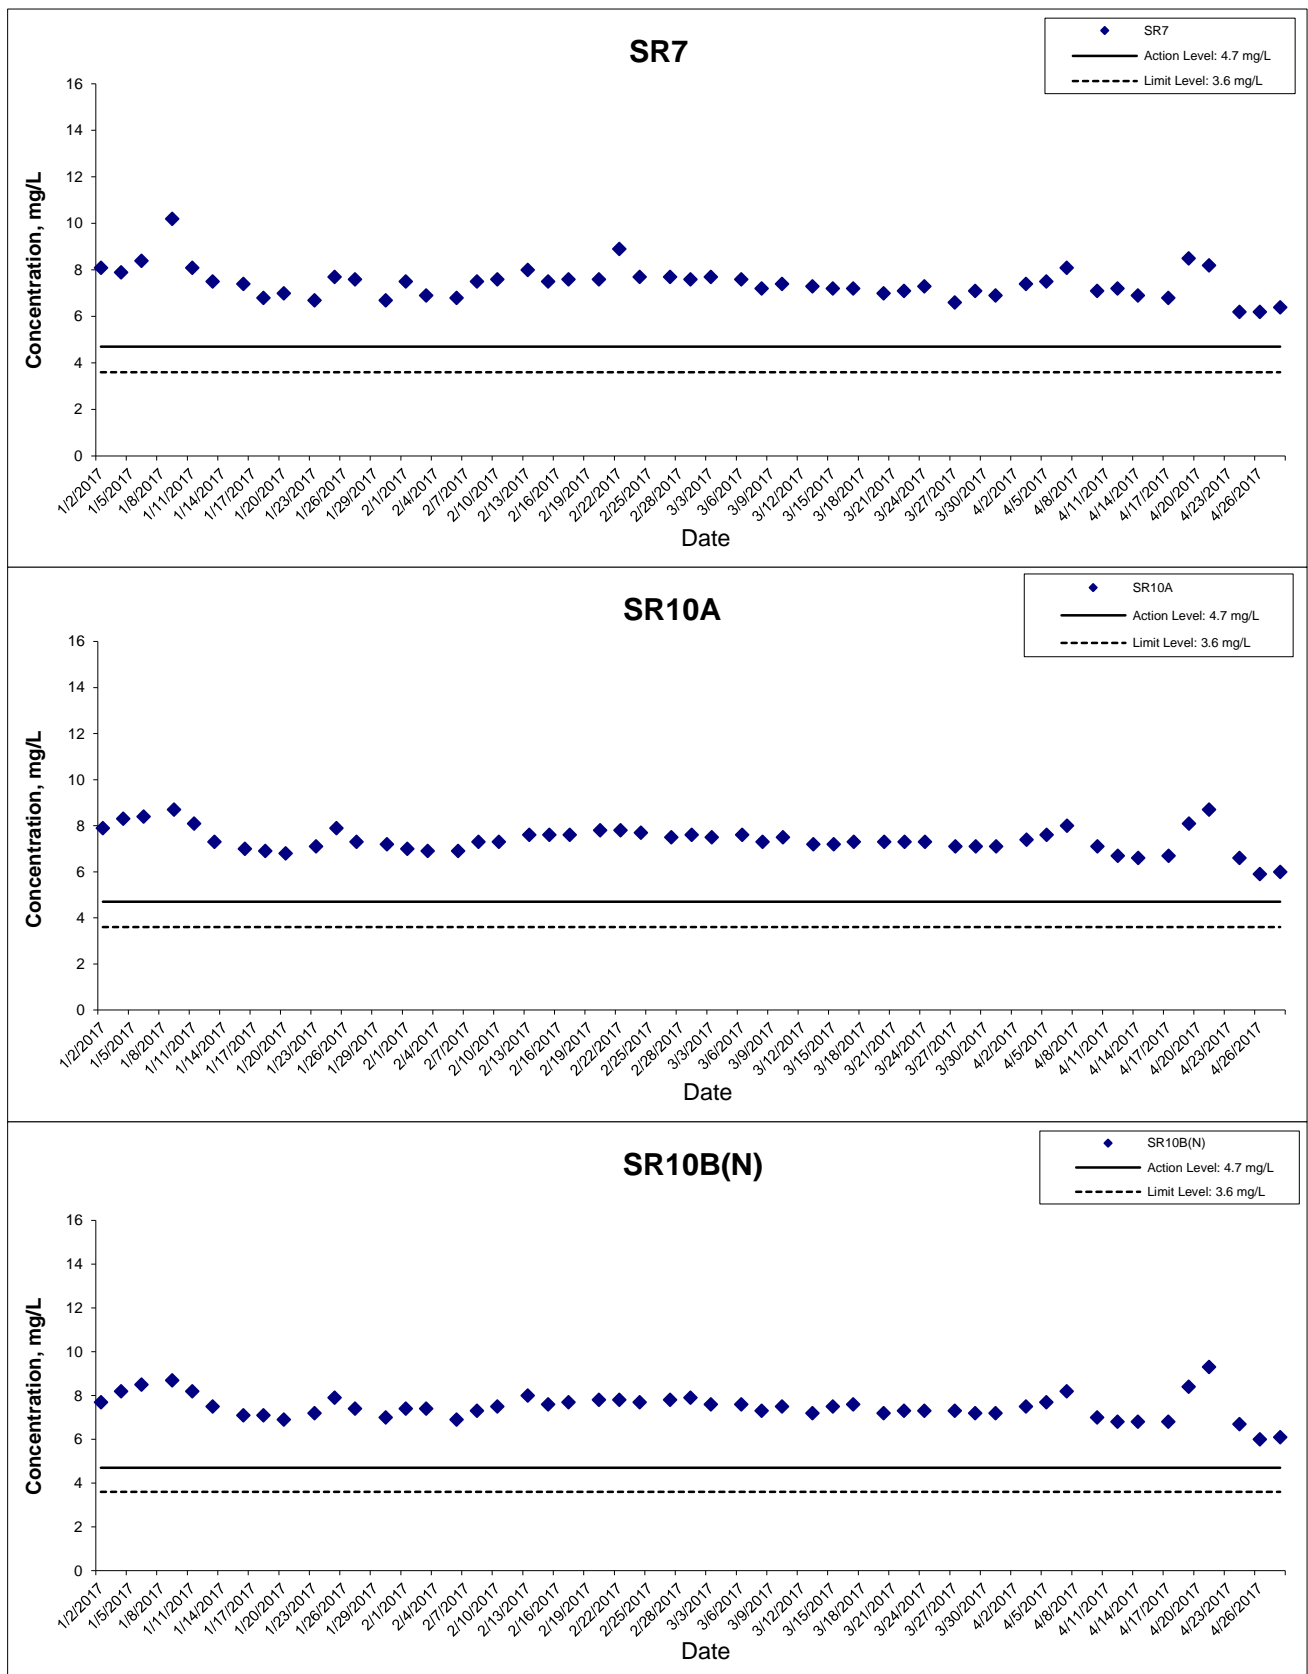 SR7
SR7
Action Level: 4.7 mg/L
Limit Level: 3.6 mg/L
Concentration, mg/L
16
14
12
10
8
6
4
2
0
1/2/2017 1/5/2017 1/8/2017 1/11/2017 1/14/2017 1/17/2017 1/20/2017 1/23/2017 1/26/2017 1/29/2017 2/1/2017 2/4/2017 2/7/2017 2/10/2017 2/13/2017 2/16/2017 2/19/2017 2/22/2017 2/25/2017 2/28/2017 3/3/2017 3/6/2017 3/9/2017 3/12/2017 3/15/2017 3/18/2017 3/21/2017 3/24/2017 3/27/2017 3/30/2017 4/2/2017 4/5/2017 4/8/2017 4/11/2017 4/14/2017 4/17/2017 4/20/2017 4/23/2017 4/26/2017
Date
SR10A
SR10A
Action Level: 4.7 mg/L
Limit Level: 3.6 mg/L
Concentration, mg/L
16
14
12
10
8
6
4
2
0
1/2/2017 1/5/2017 1/8/2017 1/11/2017 1/14/2017 1/17/2017 1/20/2017 1/23/2017 1/26/2017 1/29/2017 2/1/2017 2/4/2017 2/7/2017 2/10/2017 2/13/2017 2/16/2017 2/19/2017 2/22/2017 2/25/2017 2/28/2017 3/3/2017 3/6/2017 3/9/2017 3/12/2017 3/15/2017 3/18/2017 3/21/2017 3/24/2017 3/27/2017 3/30/2017 4/2/2017 4/5/2017 4/8/2017 4/11/2017 4/14/2017 4/17/2017 4/20/2017 4/23/2017 4/26/2017
Date
SR10B(N)
SR10B(N)
Action Level: 4.7 mg/L
Limit Level: 3.6 mg/L
Concentration, mg/L
16
14
12
10
8
6
4
2
0
1/2/2017 1/5/2017 1/8/2017 1/11/2017 1/14/2017 1/17/2017 1/20/2017 1/23/2017 1/26/2017 1/29/2017 2/1/2017 2/4/2017 2/7/2017 2/10/2017 2/13/2017 2/16/2017 2/19/2017 2/22/2017 2/25/2017 2/28/2017 3/3/2017 3/6/2017 3/9/2017 3/12/2017 3/15/2017 3/18/2017 3/21/2017 3/24/2017 3/27/2017 3/30/2017 4/2/2017 4/5/2017 4/8/2017 4/11/2017 4/14/2017 4/17/2017 4/20/2017 4/23/2017 4/26/2017
Date